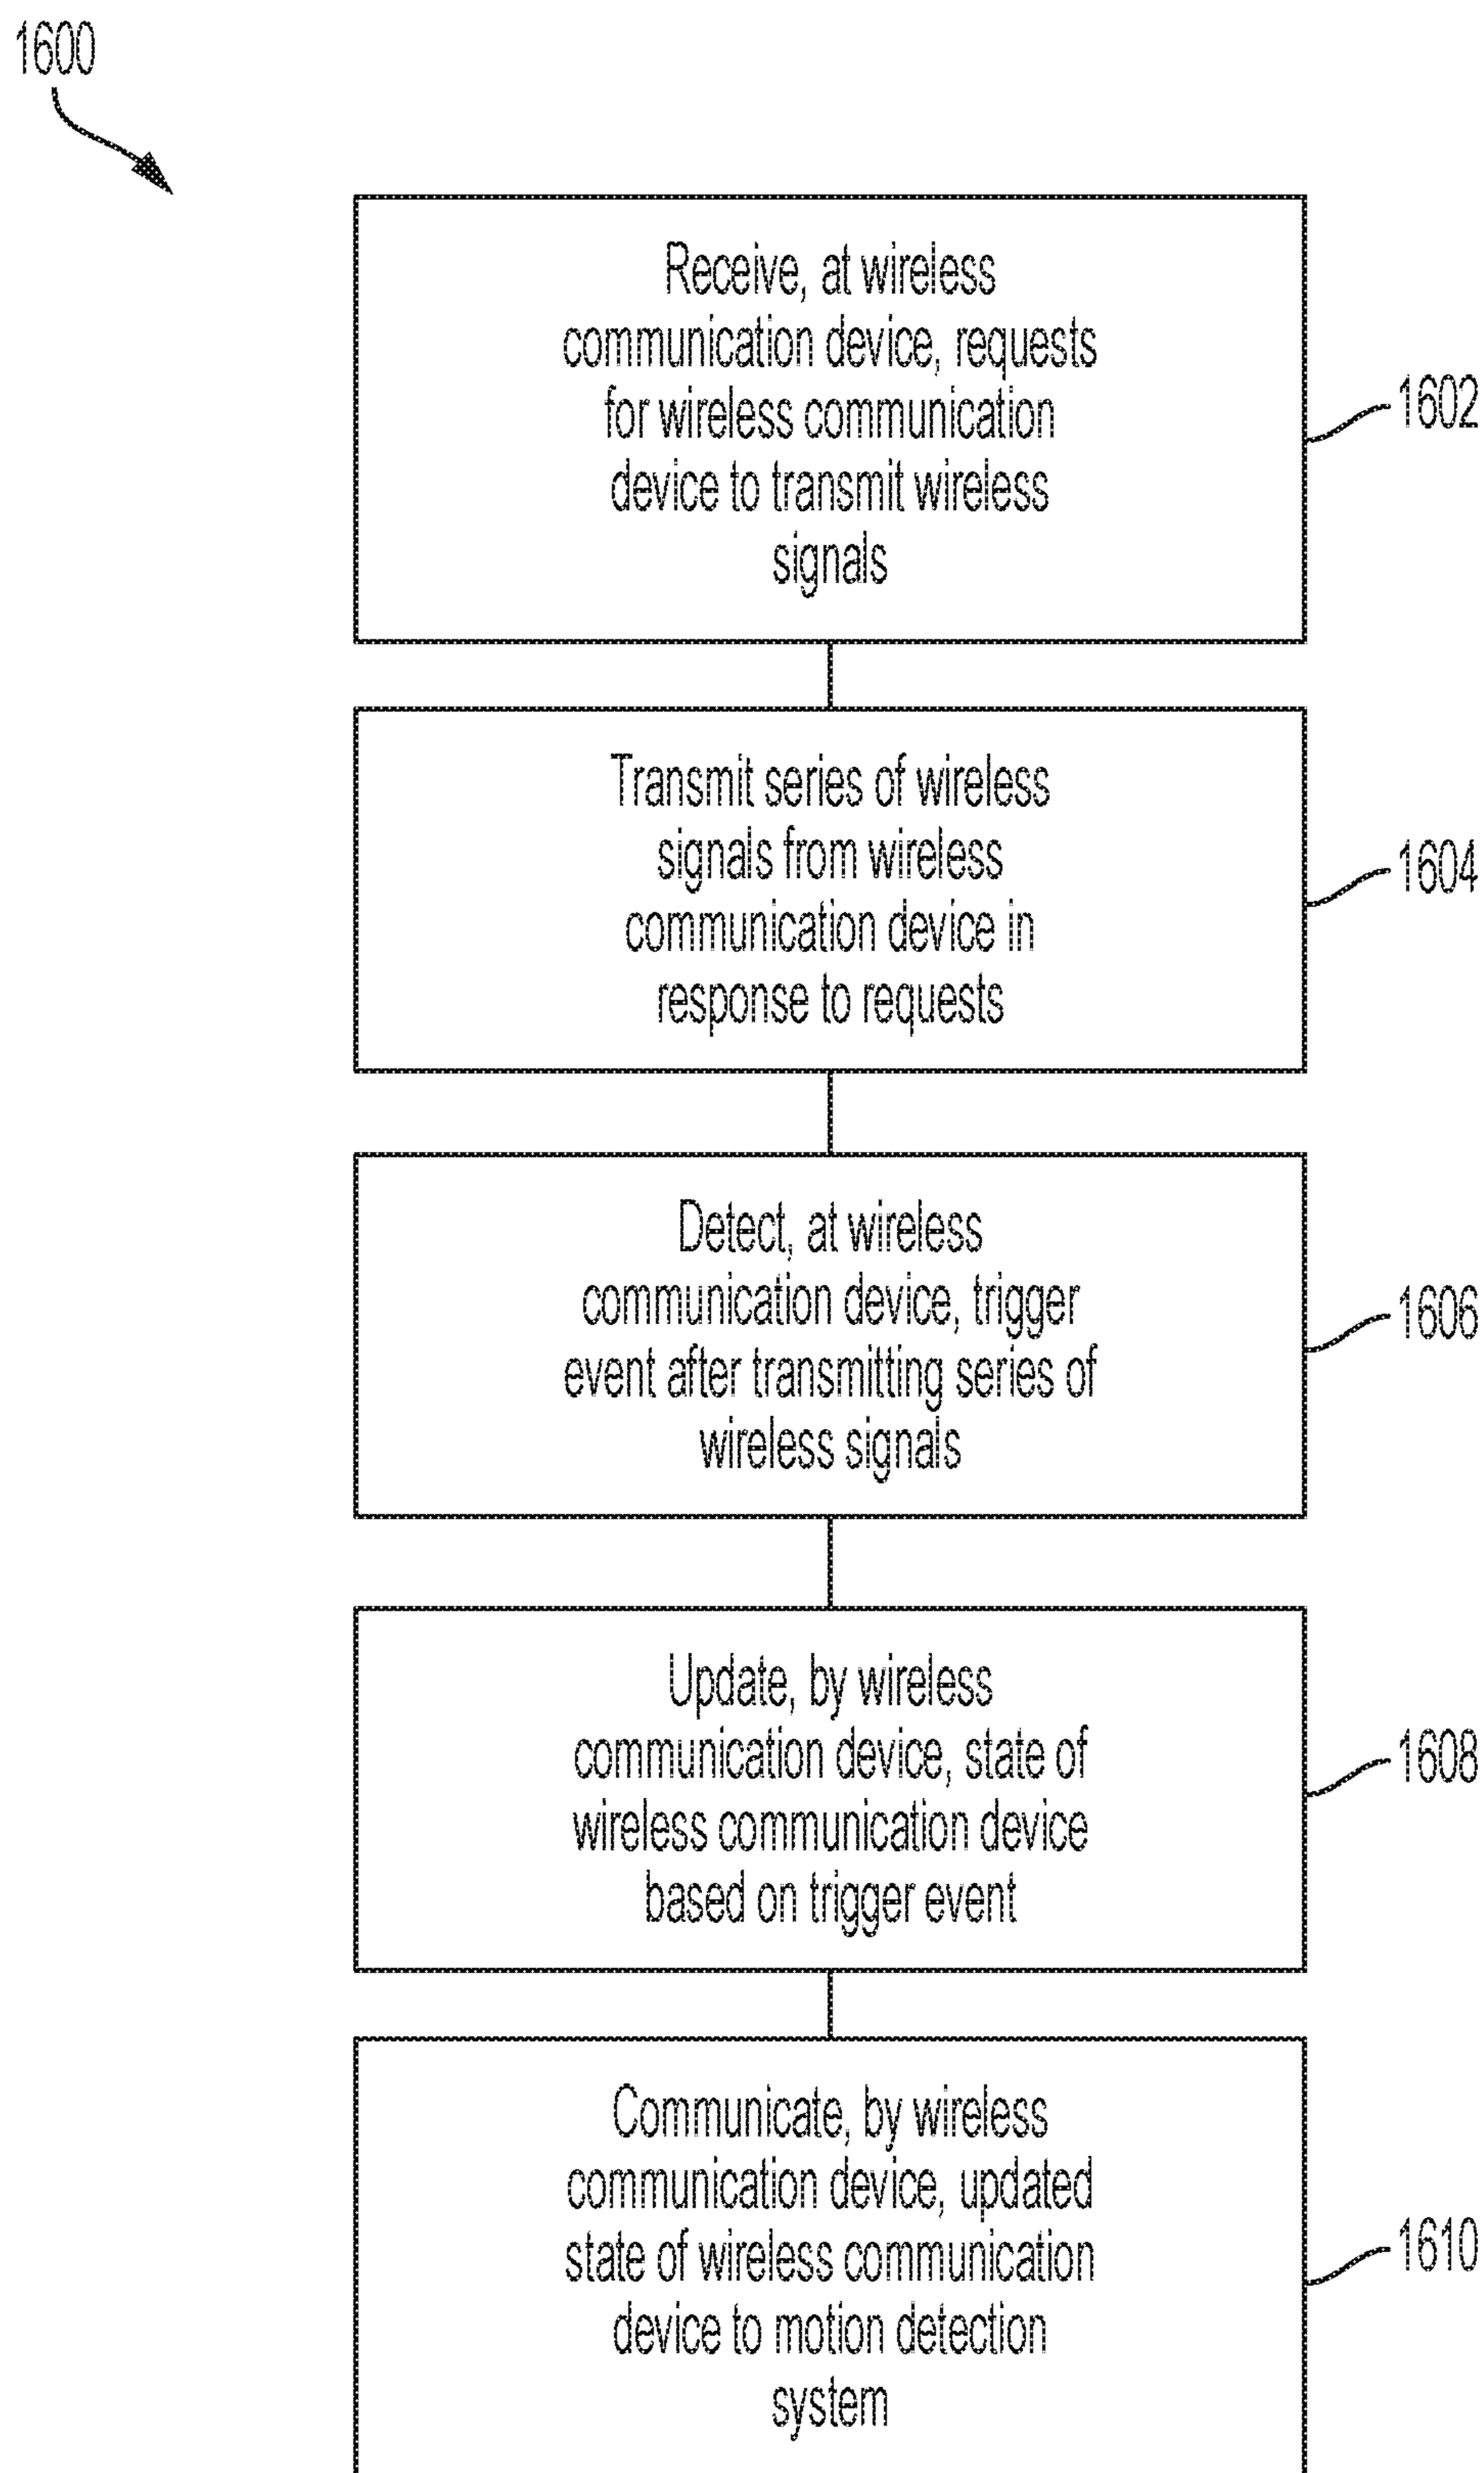 1600
Receive, at wireless
communication device, requests
for wireless communication
device to transmit wireless
signals
1602
Transmit series of wireless
signals from wireless
communication device in
response to requests
1604
Detect, at wireless
communication device, trigger
event after transmitting series of
wireless signals
1606
Update, by wireless
communication device, state of
wireless communication device
based on trigger event
1608
Communicate, by wireless
communication device, updated
state of wireless communication
device to motion detection
system
1610